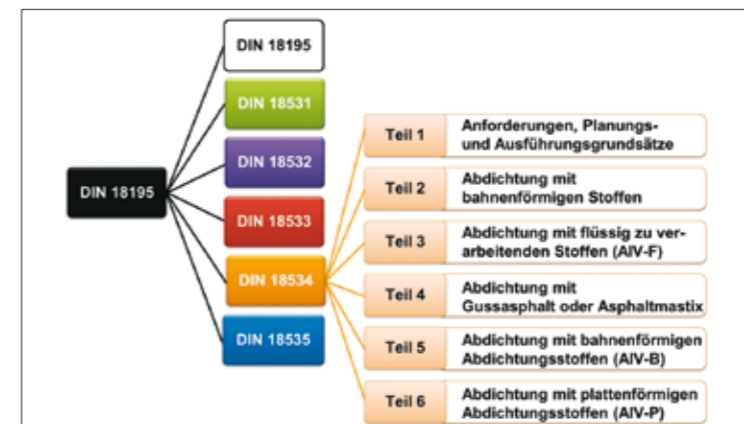 DIN 18195
DIN 18195
DIN 18531
DIN 18532
DIN 18533
DIN 18534
DIN 18535
Teil 1
Anforderungen, Planungs-
und Ausführungsgrundsätze
Teil 2
Abdichtung mit
bahnenförmigen Stoffen
Teil 3
Abdichtung mit flüssig zu ver-
arbeitenden Stoffen (AIV-F)
Teil 4
Abdichtung mit
Gussasphalt oder Asphaltmastix
Teil 5
Abdichtung mit bahnenförmigen
Abdichtungsstoffen (AIV-B)
Teil 6
Abdichtung mit plattenförmigen
Abdichtungsstoffen (AIV-P)